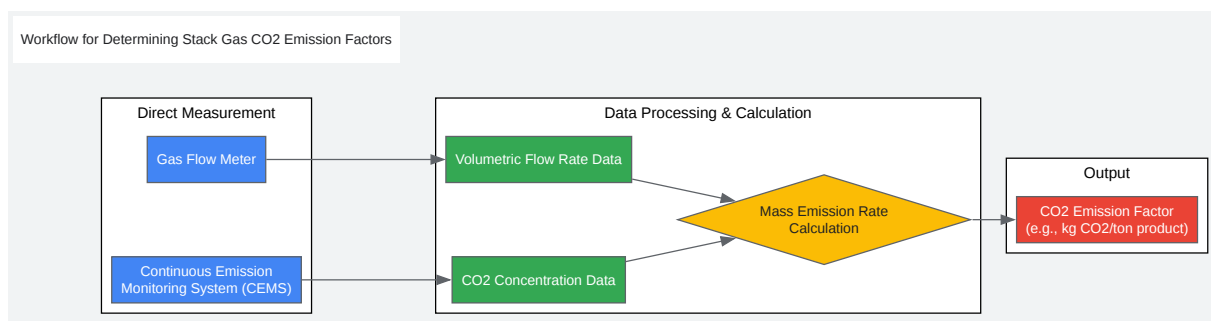 Workflow for Determining Stack Gas CO2 Emission Factors
Direct Measurement
Gas Flow Meter
Continuous Emission
Monitoring System (CEMS)
Data Processing & Calculation
Volumetric Flow Rate Data
CO2 Concentration Data
Mass Emission Rate
Calculation
Output
CO2 Emission Factor
(e.g., kg CO2/ton product)